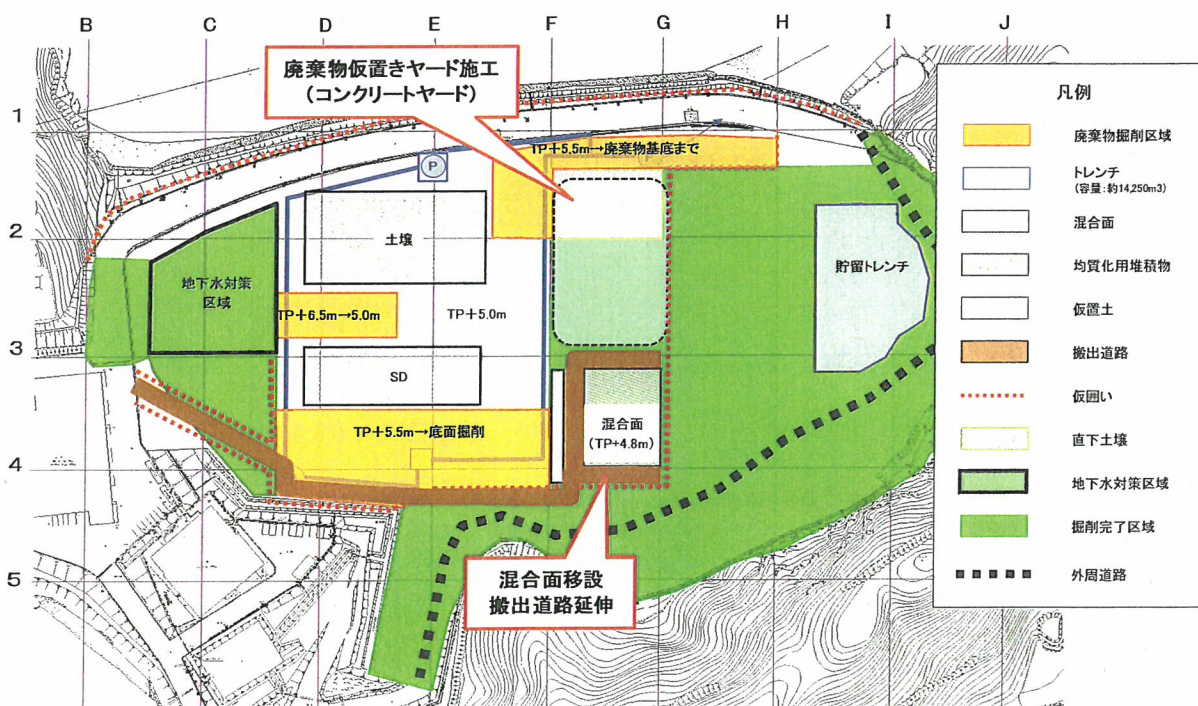 B C D E F G H I J
廃棄物仮置きヤード施工
(コンクリートヤード)
凡例
1
廃棄物掘削区域
TP+5.5m→廃棄物基底まで
P
トレンチ
(容量:約14,250m3)
混合面
2
土壌
地下水対策
区域
貯留トレンチ
均質化用堆積物
TP+6.5m→5.0m
TP+5.0m
仮置土
3
搬出道路
SD
仮囲い
混合面
(TP+4.8m)
TP+5.5m→底面掘削
直下土壌
4
地下水対策区域
掘削完了区域
5
混合面移設
搬出道路延伸
外周道路